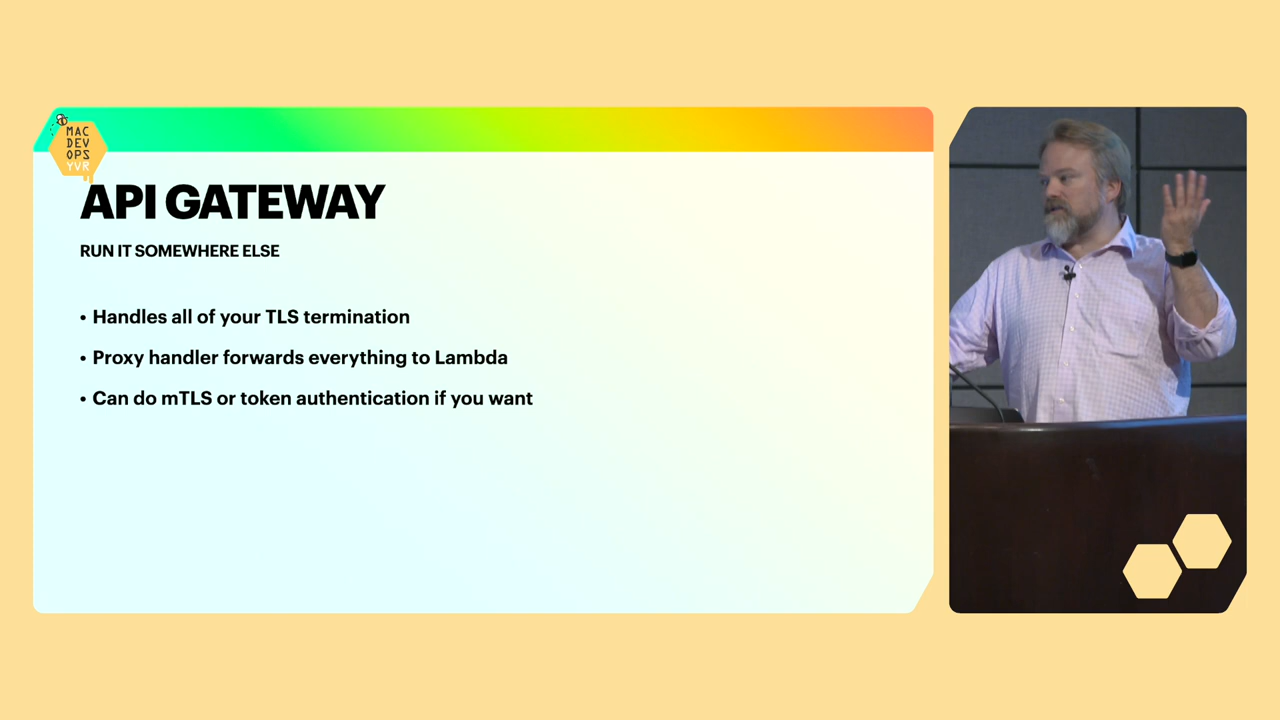 MAC
DEV
OPS
YVR
API GATEWAY
RUN IT SOMEWHERE ELSE
• Handles all of your TLS termination
• Proxy handler forwards everything to Lambda
• Can do mTLS or token authentication if you want